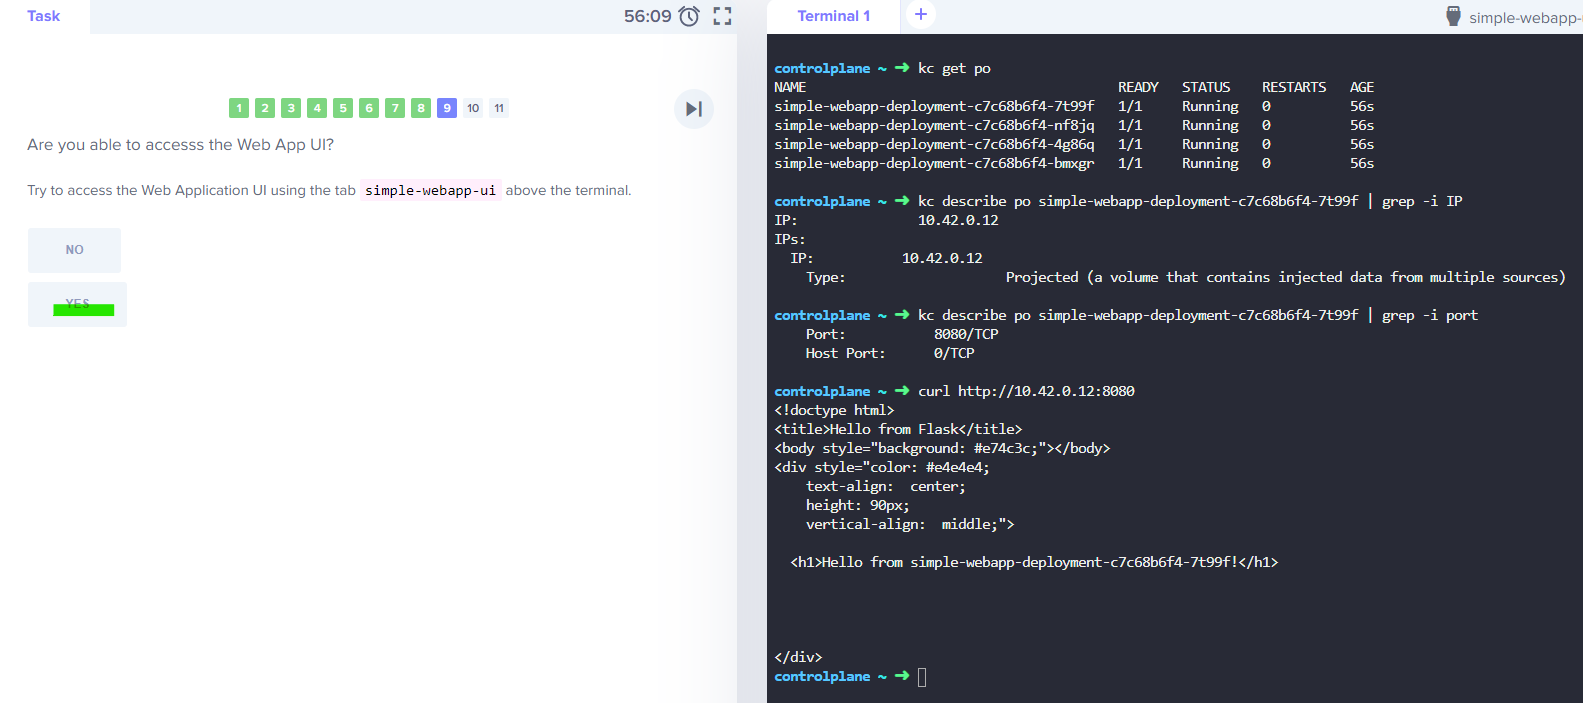 Task
56:09
1 2 3 4 5 6 7 8 9 10 11
Are you able to accesss the Web App UI?
Try to access the Web Application UI using the tab simple-webapp-ui above the terminal.
NO
YES
Terminal 1
+
simple-webapp-
controlplane ~ ➜ kc get po
NAME READY STATUS RESTARTS AGE
simple-webapp-deployment-c7c68b6f4-7t99f 1/1 Running 0 56s
simple-webapp-deployment-c7c68b6f4-nf8jq 1/1 Running 0 56s
simple-webapp-deployment-c7c68b6f4-4g86q 1/1 Running 0 56s
simple-webapp-deployment-c7c68b6f4-bmxgr 1/1 Running 0 56s
controlplane ~ ➜ kc describe po simple-webapp-deployment-c7c68b6f4-7t99f | grep -i IP
IP: 10.42.0.12
IPs:
IP: 10.42.0.12
Type: Projected (a volume that contains injected data from multiple sources)
controlplane ~ ➜ kc describe po simple-webapp-deployment-c7c68b6f4-7t99f | grep -i port
Port: 8080/TCP
Host Port: 0/TCP
controlplane ~ ➜ curl http://10.42.0.12:8080
<!doctype html>
<title>Hello from Flask</title>
<body style="background: #e74c3c;"></body>
<div style="color: #e4e4e4;
text-align: center;
height: 90px;
vertical-align: middle;">
<h1>Hello from simple-webapp-deployment-c7c68b6f4-7t99f!</h1>
</div>
controlplane ~ ➜